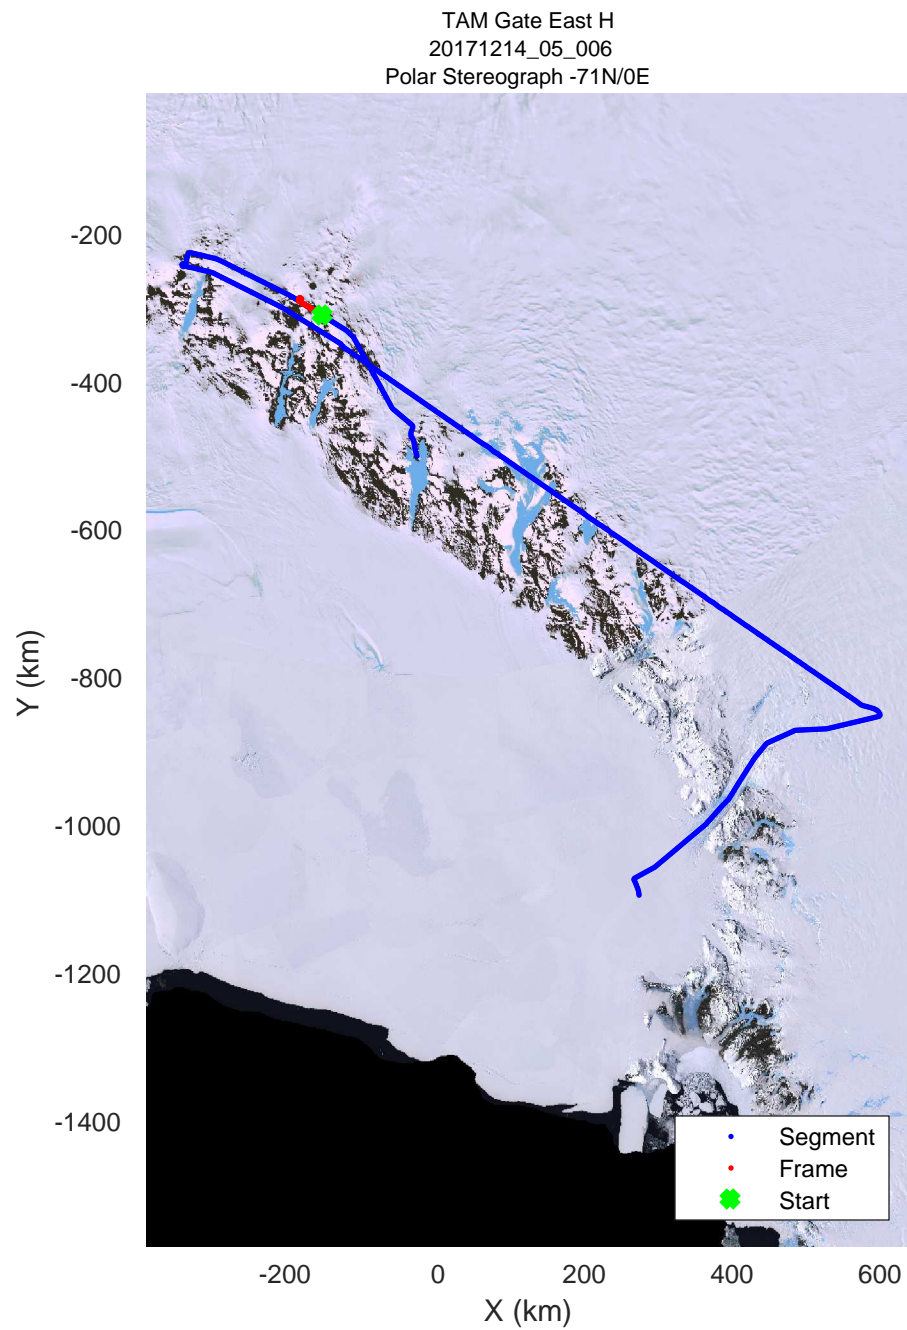 TAM Gate East H
20171214_05_006
Polar Stereograph -71N/0E
-200
-400
-600
-800
-1000
-1200
-1400
Y (km)
Segment
Frame
Start
-200
0
200
400
600
X (km)